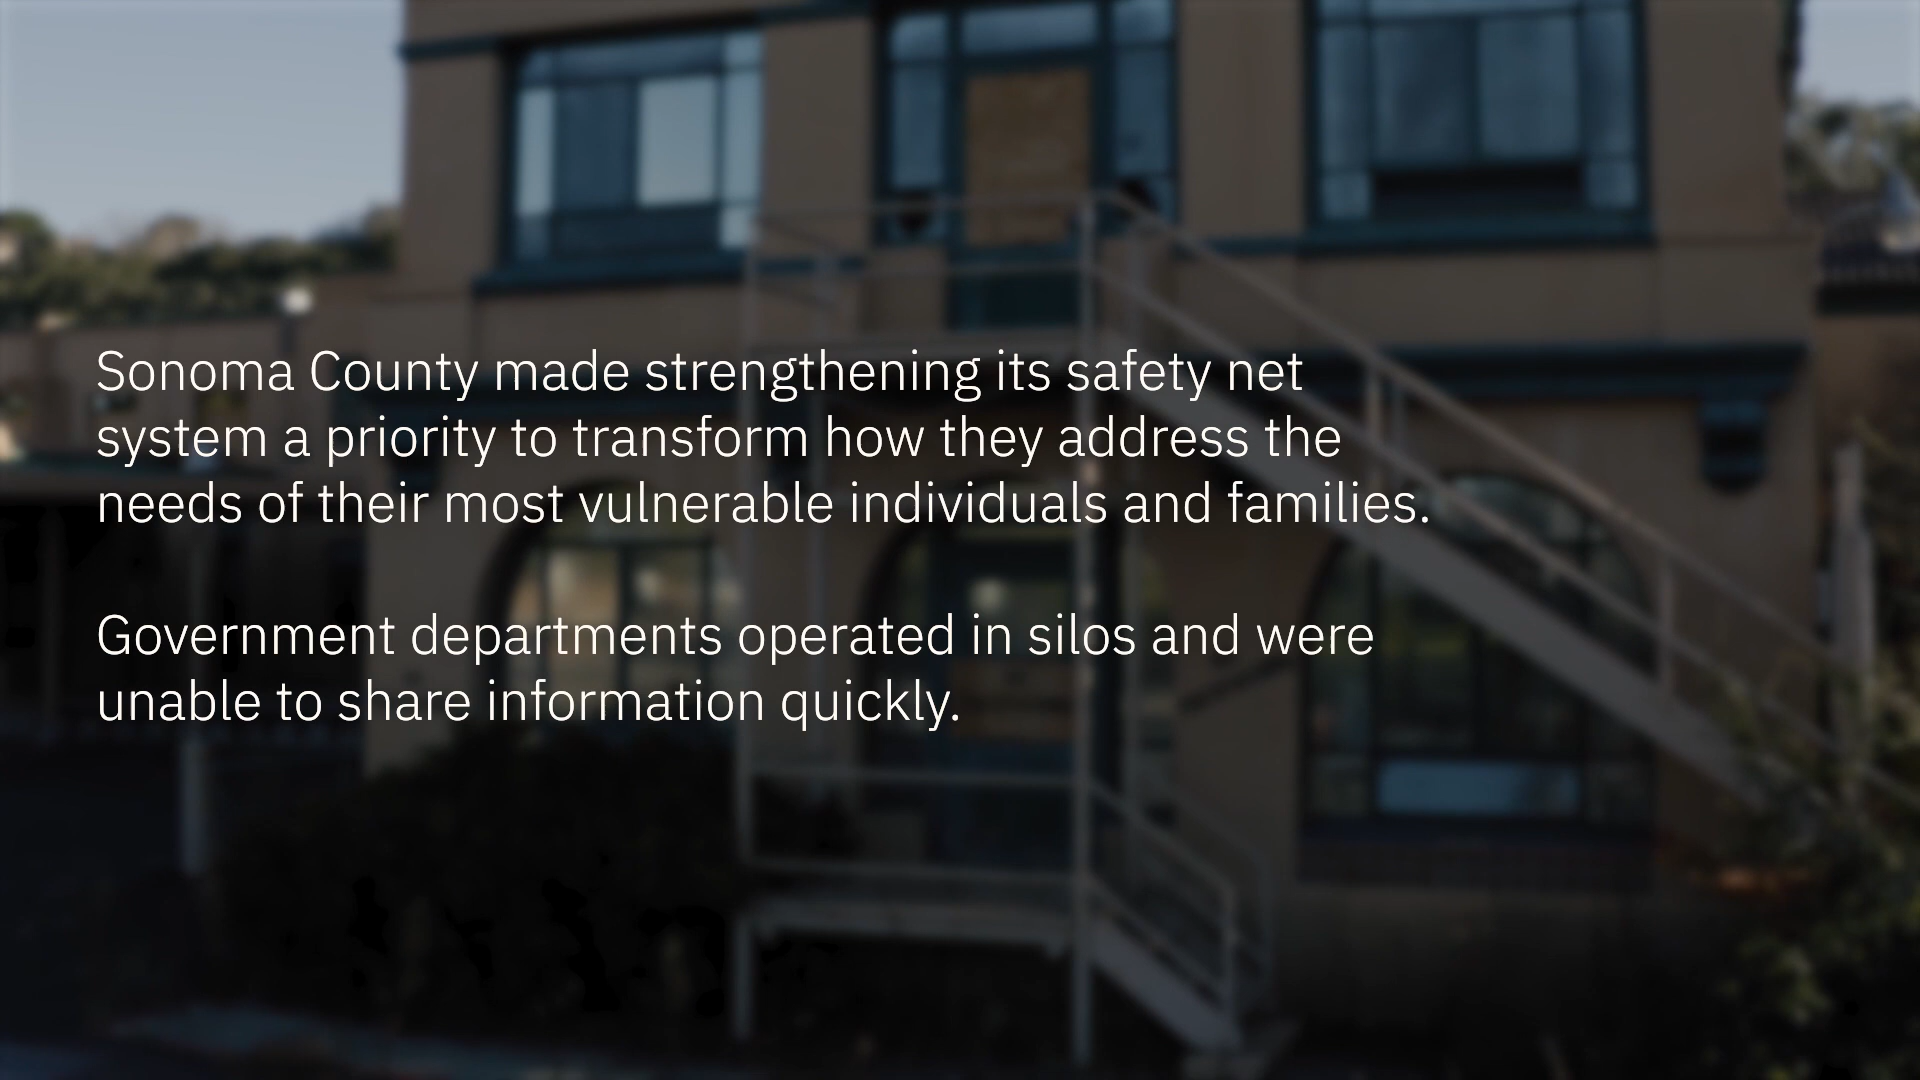 Sonoma County made strengthening its safety net
system a priority to transform how they address the
needs of their most vulnerable individuals and families.
Government departments operated in silos and were
unable to share information quickly.